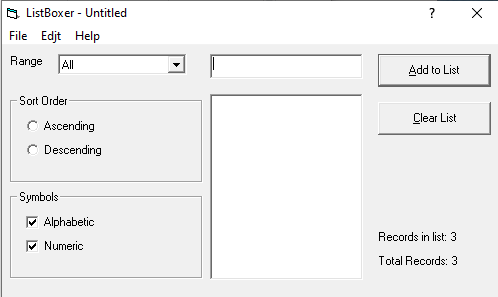 ListBoxer - Untitled
File Edjt Help
Range All Add to List
Sort Order
Ascending
Descending
Clear List
Symbols
Alphabetic
Numeric
Records in list: 3
Total Records: 3